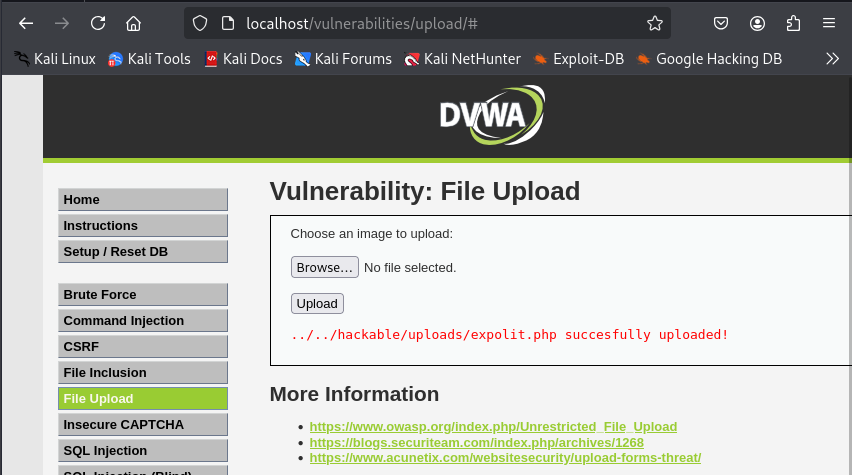 localhost/vulnerabilities/upload/#
Kali Linux Kali Tools Kali Docs Kali Forums Kali NetHunter Exploit-DB Google Hacking DB
DVWA
Home
Instructions
Setup / Reset DB
Brute Force
Command Injection
CSRF
File Inclusion
File Upload
Insecure CAPTCHA
SQL Injection
SQL Injection (Blind)
Vulnerability: File Upload
Choose an image to upload:
Browse... No file selected.
Upload
../../hackable/uploads/expolit.php succesfully uploaded!
More Information
https://www.owasp.org/index.php/Unrestricted_File_Upload
https://blogs.securiteam.com/index.php/archives/1268
https://www.acunetix.com/websitesecurity/upload-forms-threat/